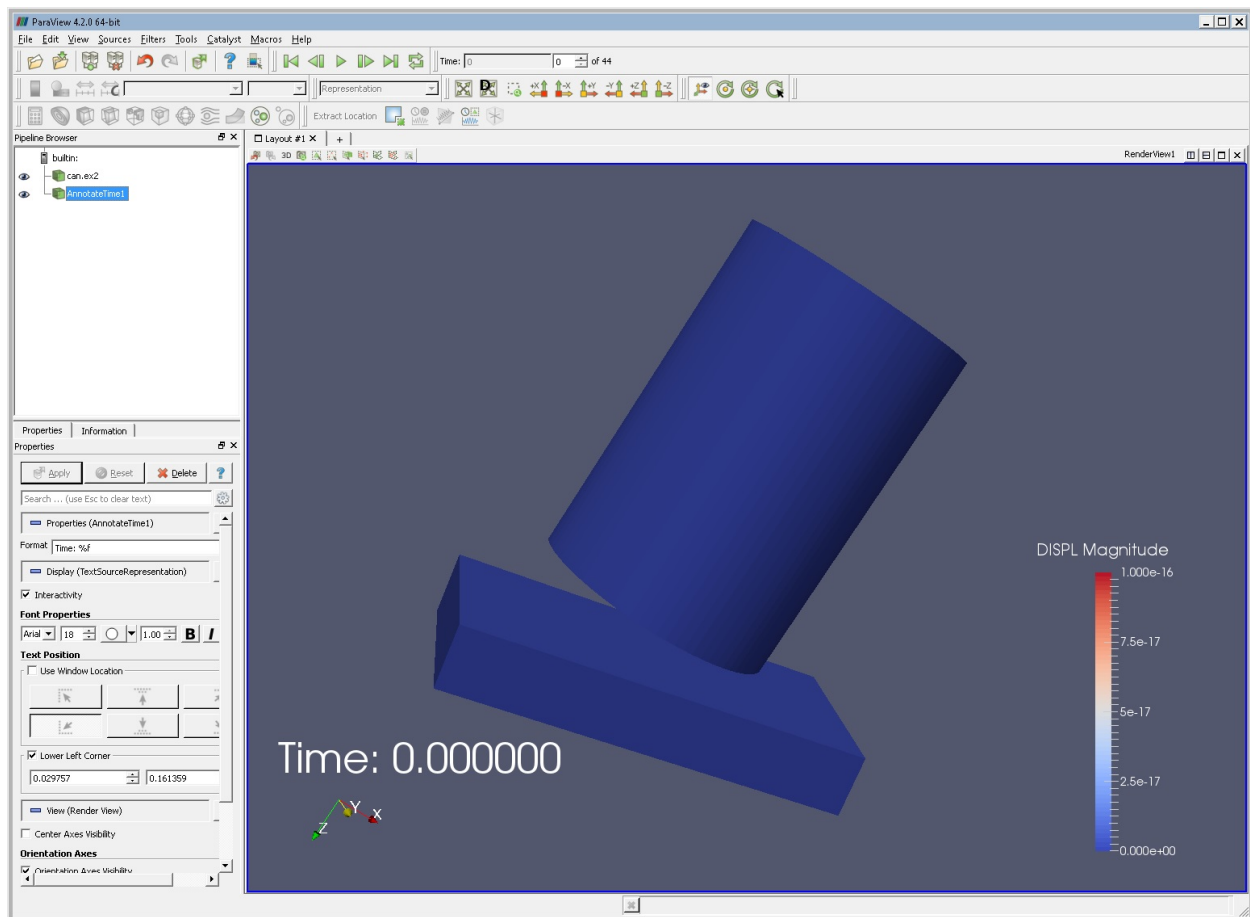 ParaView 4.2.0 64-bit
File Edit View Sources Filters Tools Catalyst Macros Help
Time: 0 0 of 44
Representation
Extract Location
Pipeline Browser
Layout #1
3D
RenderView1
builtin:
can.ex2
AnnotateTime1
Properties Information
Properties
Apply Reset Delete ?
Search ... (use Esc to clear text)
Properties (AnnotateTime1)
Format Time: %f
Display (TextSourceRepresentation)
Interactivity
Font Properties
Arial 18 1.00 B I
Text Position
Use Window Location
Lower Left Corner
0.029757 0.161359
View (Render View)
Center Axes Visibility
Orientation Axes
Orientation Axes Visibility
DISPL Magnitude
1.000e-16
7.5e-17
5e-17
2.5e-17
0.000e+00
Time: 0.000000
Y
X
Z